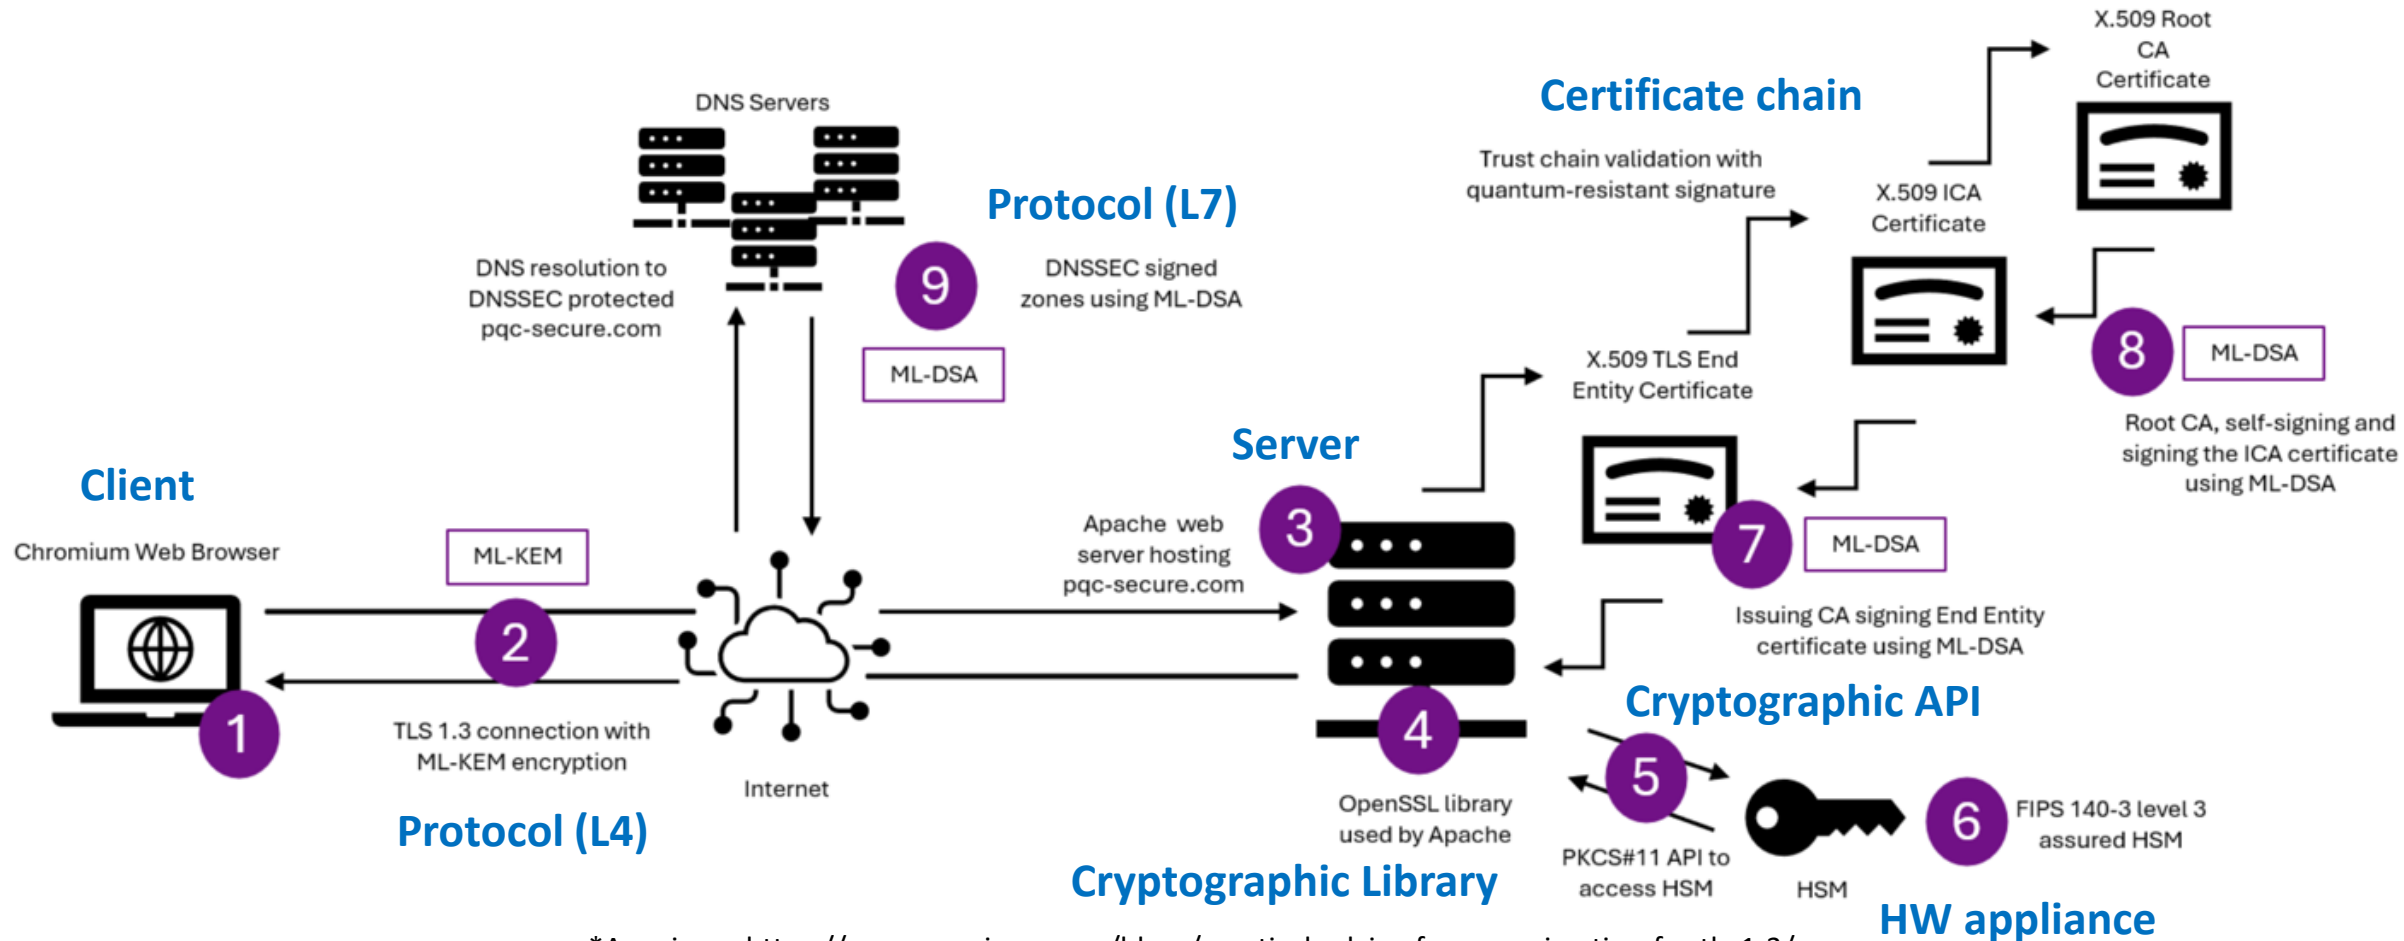 X.509 Root
CA
Certificate
Certificate chain
DNS Servers
Trust chain validation with
quantum-resistant signature
X.509 ICA
Certificate
Protocol (L7)
DNS resolution to
DNSSEC protected
pqc-secure.com
9
DNSSEC signed
zones using ML-DSA
ML-DSA
8
ML-DSA
X.509 TLS End
Entity Certificate
Root CA, self-signing and
signing the ICA certificate
using ML-DSA
Server
Client
Chromium Web Browser
ML-KEM
Apache web
server hosting
pqc-secure.com
3
7
ML-DSA
2
Issuing CA signing End Entity
certificate using ML-DSA
1
TLS 1.3 connection with
ML-KEM encryption
Internet
Protocol (L4)
4
Cryptographic API
5
OpenSSL library
used by Apache
6
FIPS 140-3 level 3
assured HSM
PKCS#11 API to
access HSM
HSM
Cryptographic Library
HW appliance